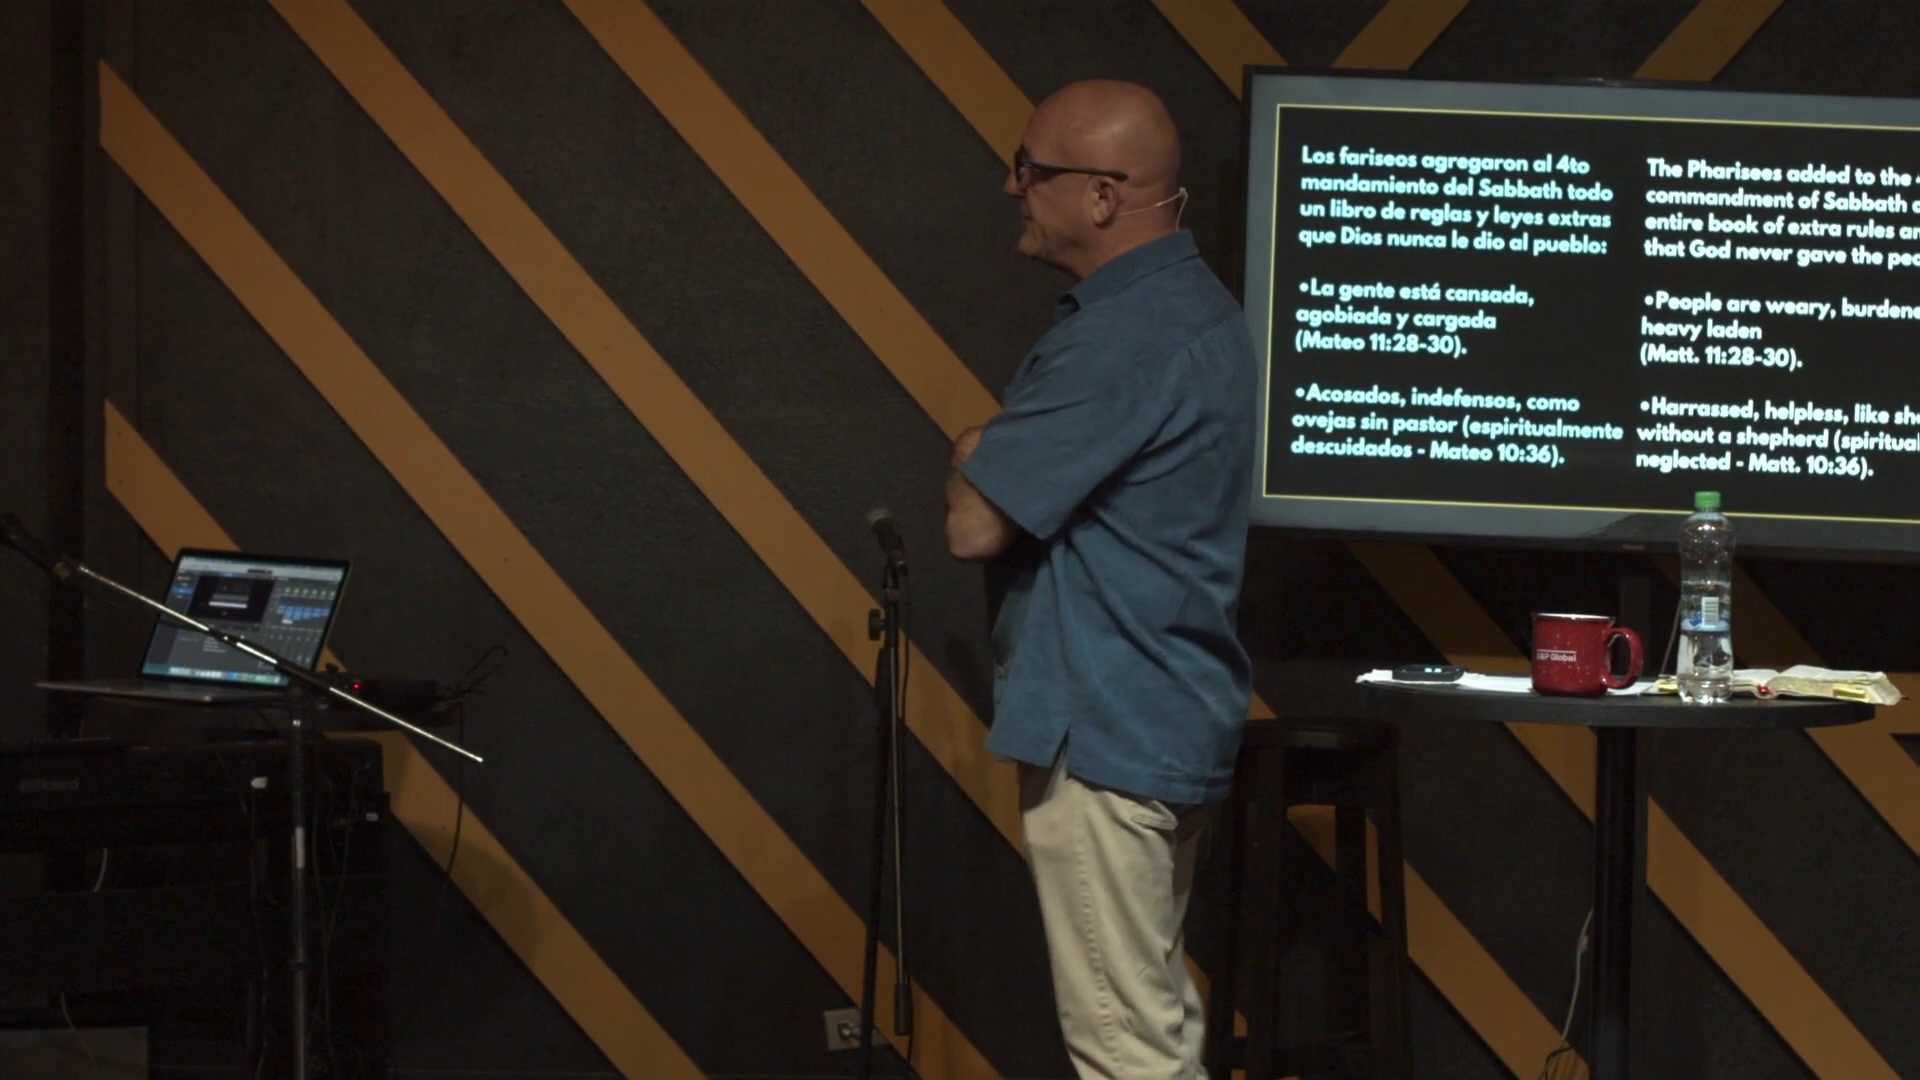 Los fariseos agregaron al 4to
mandamiento del Sabbath todo
un libro de reglas y leyes extras
que Dios nunca le dio al pueblo:
•La gente está cansada,
agobiada y cargada
(Mateo 11:28-30).
•Acosados, indefensos, como
ovejas sin pastor (espiritualmente
descuidados - Mateo 10:36).
The Pharisees added to the
commandment of Sabbath
entire book of extra rules
that God never gave the
•People are weary,
heavy laden
(Matt. 11:28-30).
•Harrassed, helpless, like
without a shepherd
neglected - Matt. 10:36).
S&P Global
Roland